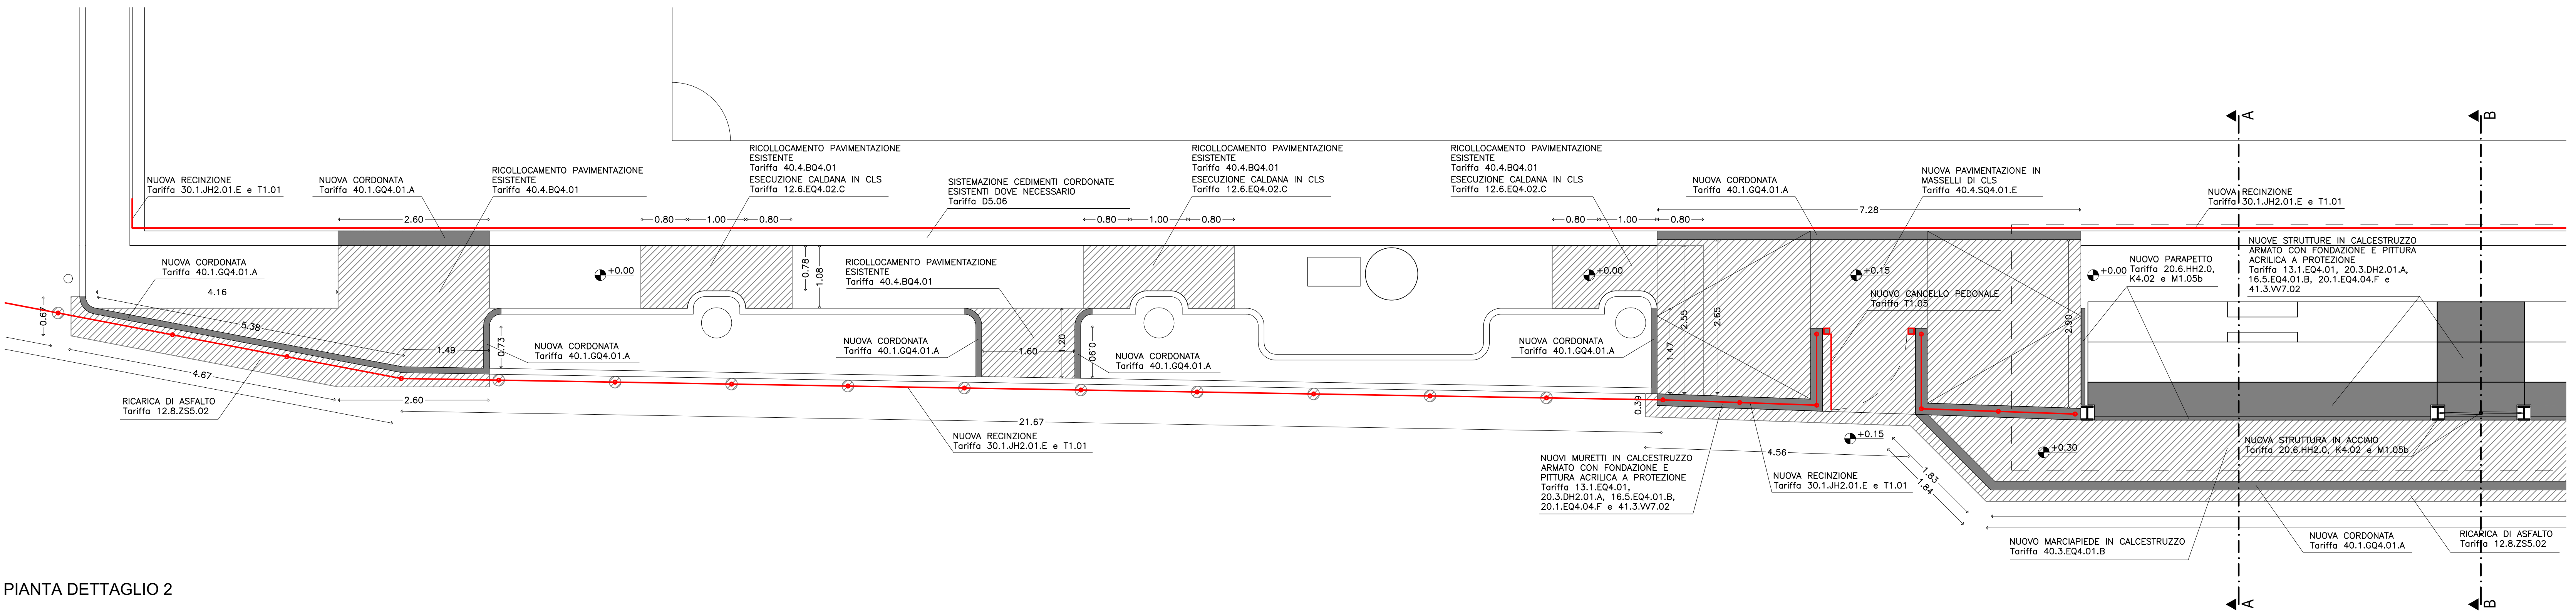 NUOVA RECINZIONE
Tariffa 30.1.JH2.01.E e T1.01
NUOVA CORDONATA
Tariffa 40.1.GQ4.01.A
RICOLLOCAMENTO PAVIMENTAZIONE
ESISTENTE
Tariffa 40.4.BQ4.01
RICOLLOCAMENTO PAVIMENTAZIONE
ESISTENTE
Tariffa 40.4.BQ4.01
ESECUZIONE CALDANA IN CLS
Tariffa 12.6.EQ4.02.C
SISTEMAZIONE CEDIMENTI CORDONATE
ESISTENTI DOVE NECESSARIO
Tariffa D5.06
RICOLLOCAMENTO PAVIMENTAZIONE
ESISTENTE
Tariffa 40.4.BQ4.01
ESECUZIONE CALDANA IN CLS
Tariffa 12.6.EQ4.02.C
RICOLLOCAMENTO PAVIMENTAZIONE
ESISTENTE
Tariffa 40.4.BQ4.01
ESECUZIONE CALDANA IN CLS
Tariffa 12.6.EQ4.02.C
NUOVA CORDONATA
Tariffa 40.1.GQ4.01.A
NUOVA PAVIMENTAZIONE IN
MASSELLI DI CLS
Tariffa 40.4.SQ4.01.E
NUOVA RECINZIONE
Tariffa 30.1.JH2.01.E e T1.01
A
B
2.60
0.80
1.00
0.80
0.80
1.00
0.80
0.80
1.00
0.80
7.28
NUOVA CORDONATA
Tariffa 40.1.GQ4.01.A
4.16
0.67
5.38
+0.00
0.78
1.08
RICOLLOCAMENTO PAVIMENTAZIONE
ESISTENTE
Tariffa 40.4.BQ4.01
+0.00
2.55
2.65
+0.15
NUOVO CANCELLO PEDONALE
Tariffa T1.05
2.90
+0.00
NUOVO PARAPETTO
Tariffa 20.6.HH2.0,
K4.02 e M1.05b
NUOVE STRUTTURE IN CALCESTRUZZO
ARMATO CON FONDAZIONE E PITTURA
ACRILICA A PROTEZIONE
Tariffa 13.1.EQ4.01, 20.3.DH2.01.A,
16.5.EQ4.01.B, 20.1.EQ4.04.F e
41.3.VV7.02
1.49
0.73
NUOVA CORDONATA
Tariffa 40.1.GQ4.01.A
NUOVA CORDONATA
Tariffa 40.1.GQ4.01.A
1.60
1.20
0.90
NUOVA CORDONATA
Tariffa 40.1.GQ4.01.A
NUOVA CORDONATA
Tariffa 40.1.GQ4.01.A
1.47
0.39
4.67
2.60
RICARICA DI ASFALTO
Tariffa 12.8.ZS5.02
21.67
NUOVA RECINZIONE
Tariffa 30.1.JH2.01.E e T1.01
NUOVI MURETTI IN CALCESTRUZZO
ARMATO CON FONDAZIONE E
PITTURA ACRILICA A PROTEZIONE
Tariffa 13.1.EQ4.01,
20.3.DH2.01.A, 16.5.EQ4.01.B,
20.1.EQ4.04.F e 41.3.VV7.02
4.56
+0.15
NUOVA RECINZIONE
Tariffa 30.1.JH2.01.E e T1.01
1.83
1.84
+0.30
NUOVA STRUTTURA IN ACCIAIO
Tariffa 20.6.HH2.0, K4.02 e M1.05b
NUOVO MARCIAPIEDE IN CALCESTRUZZO
Tariffa 40.3.EQ4.01.B
NUOVA CORDONATA
Tariffa 40.1.GQ4.01.A
RICARICA DI ASFALTO
Tariffa 12.8.ZS5.02
A
B
PIANTA DETTAGLIO 2